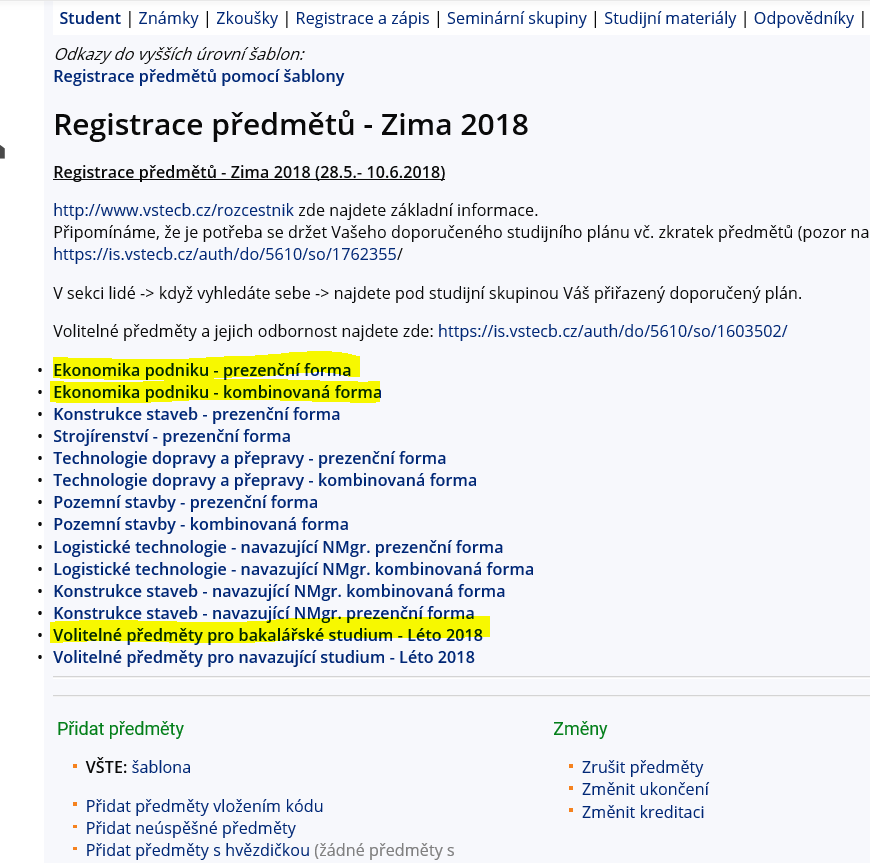 Student | Známky | Zkoušky | Registrace a zápis | Seminární skupiny | Studijní materiály | Odpovědníky |
Odkazy do vyšších úrovní šablon:
Registrace předmětů pomocí šablony
Registrace předmětů - Zima 2018
Registrace předmětů - Zima 2018 (28.5.- 10.6.2018)
http://www.vstecb.cz/rozcestnik zde najdete základní informace.
Připomínáme, že je potřeba se držet Vašeho doporučeného studijního plánu vč. zkratek předmětů (pozor na
https://is.vstecb.cz/auth/do/5610/so/1762355/
V sekci lidé -> když vyhledáte sebe -> najdete pod studijní skupinou Váš přiřazený doporučený plán.
Volitelné předměty a jejich odbornost najdete zde: https://is.vstecb.cz/auth/do/5610/so/1603502/
• Ekonomika podniku - prezenční forma
• Ekonomika podniku - kombinovaná forma
• Konstrukce staveb - prezenční forma
• Strojírenství - prezenční forma
• Technologie dopravy a přepravy - prezenční forma
• Technologie dopravy a přepravy - kombinovaná forma
• Pozemní stavby - prezenční forma
• Pozemní stavby - kombinovaná forma
• Logistické technologie - navazující NMgr. prezenční forma
• Logistické technologie - navazující NMgr. kombinovaná forma
• Konstrukce staveb - navazující NMgr. kombinovaná forma
• Konstrukce staveb - navazující NMgr. prezenční forma
• Volitelné předměty pro bakalářské studium - Léto 2018
• Volitelné předměty pro navazující studium - Léto 2018
Přidat předměty
VŠTE: šablona
Přidat předměty vložením kódu
Přidat neúspěšné předměty
Přidat předměty s hvězdičkou (žádné předměty s
Změny
Zrušit předměty
Změnit ukončení
Změnit kreditaci